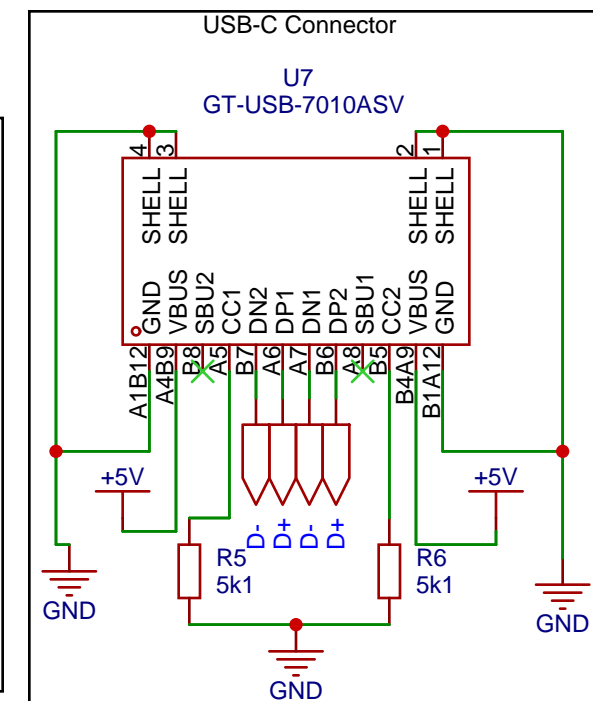 USB-C Connector
U7
GT-USB-7010ASV
4 3 2 1
SHELL SHELL SHELL SHELL
GND VBUS SBU2 CC1 DN2 DP1 DN1 DP2 SBU1 CC2 VBUS GND
A1B12 A4B9 B8 A5 B7 A6 A7 B6 A8 B5 B4A9 B1A12
+5V +5V
D- D+ D- D+
R5 R6
5k1 5k1
GND GND
GND